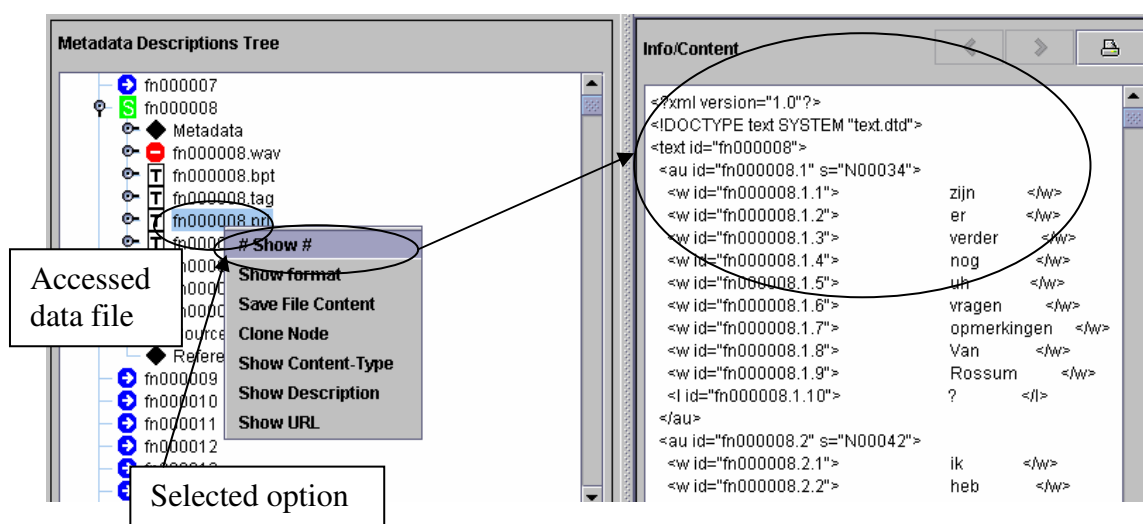 Metadata Descriptions Tree
fn000007
S fn000008
Metadata
fn000008.wav
T fn000008.bpt
T fn000008.tag
T fn000008.pri
T
# Show #
Show format
Save File Content
Clone Node
Show Content-Type
Show Description
Show URL
Accessed
data file
fn000009
fn000010
fn000011
fn000012
Selected option
Info/Content
<?xml version="1.0"?>
<!DOCTYPE text SYSTEM "text.dtd">
<text id="fn000008">
<au id="fn000008.1" s="N00034">
<w id="fn000008.1.1"> zijn </w>
<w id="fn000008.1.2"> er </w>
<w id="fn000008.1.3"> verder </w>
<w id="fn000008.1.4"> nog </w>
<w id="fn000008.1.5"> uh </w>
<w id="fn000008.1.6"> vragen </w>
<w id="fn000008.1.7"> opmerkingen </w>
<w id="fn000008.1.8"> Van </w>
<w id="fn000008.1.9"> Rossum </w>
<l id="fn000008.1.10"> ? </l>
</au>
<au id="fn000008.2" s="N00042">
<w id="fn000008.2.1"> ik </w>
<w id="fn000008.2.2"> heb </w>